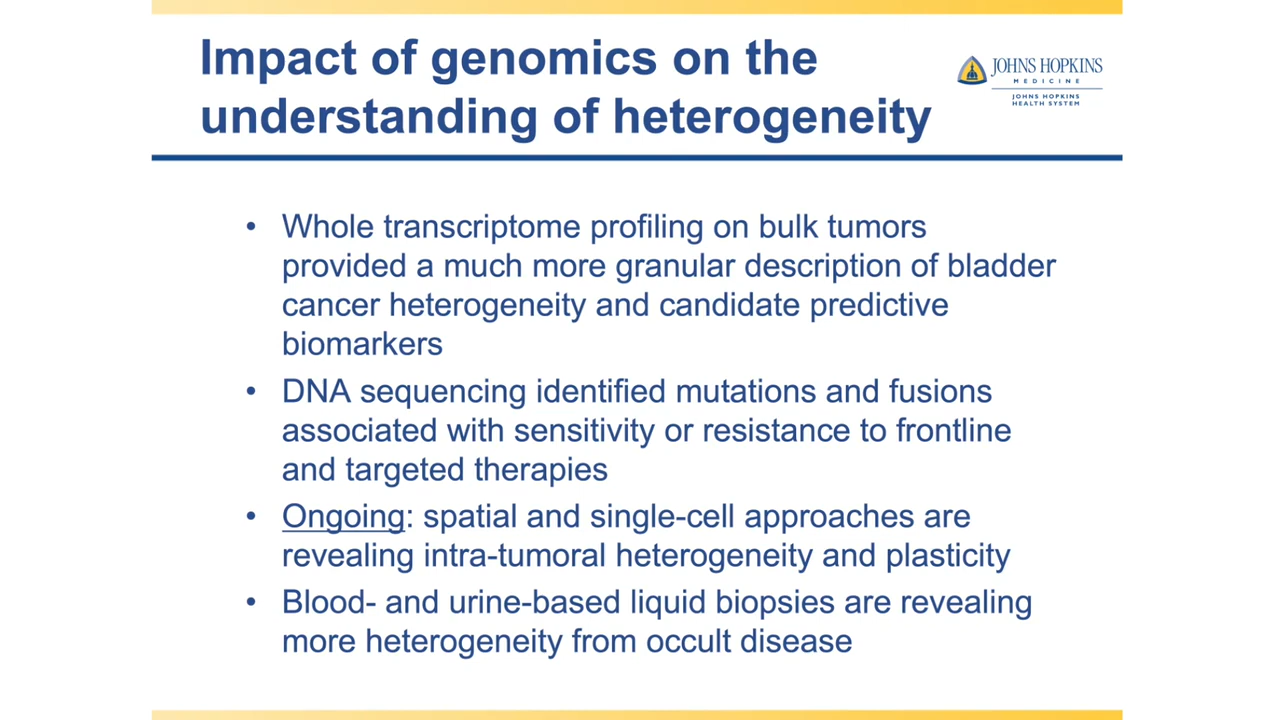 Impact of genomics on the
understanding of heterogeneity
JOHNS HOPKINS
MEDICINE
JOHNS HOPKINS
HEALTH SYSTEM
• Whole transcriptome profiling on bulk tumors
provided a much more granular description of bladder
cancer heterogeneity and candidate predictive
biomarkers
• DNA sequencing identified mutations and fusions
associated with sensitivity or resistance to frontline
and targeted therapies
• Ongoing: spatial and single-cell approaches are
revealing intra-tumoral heterogeneity and plasticity
• Blood- and urine-based liquid biopsies are revealing
more heterogeneity from occult disease